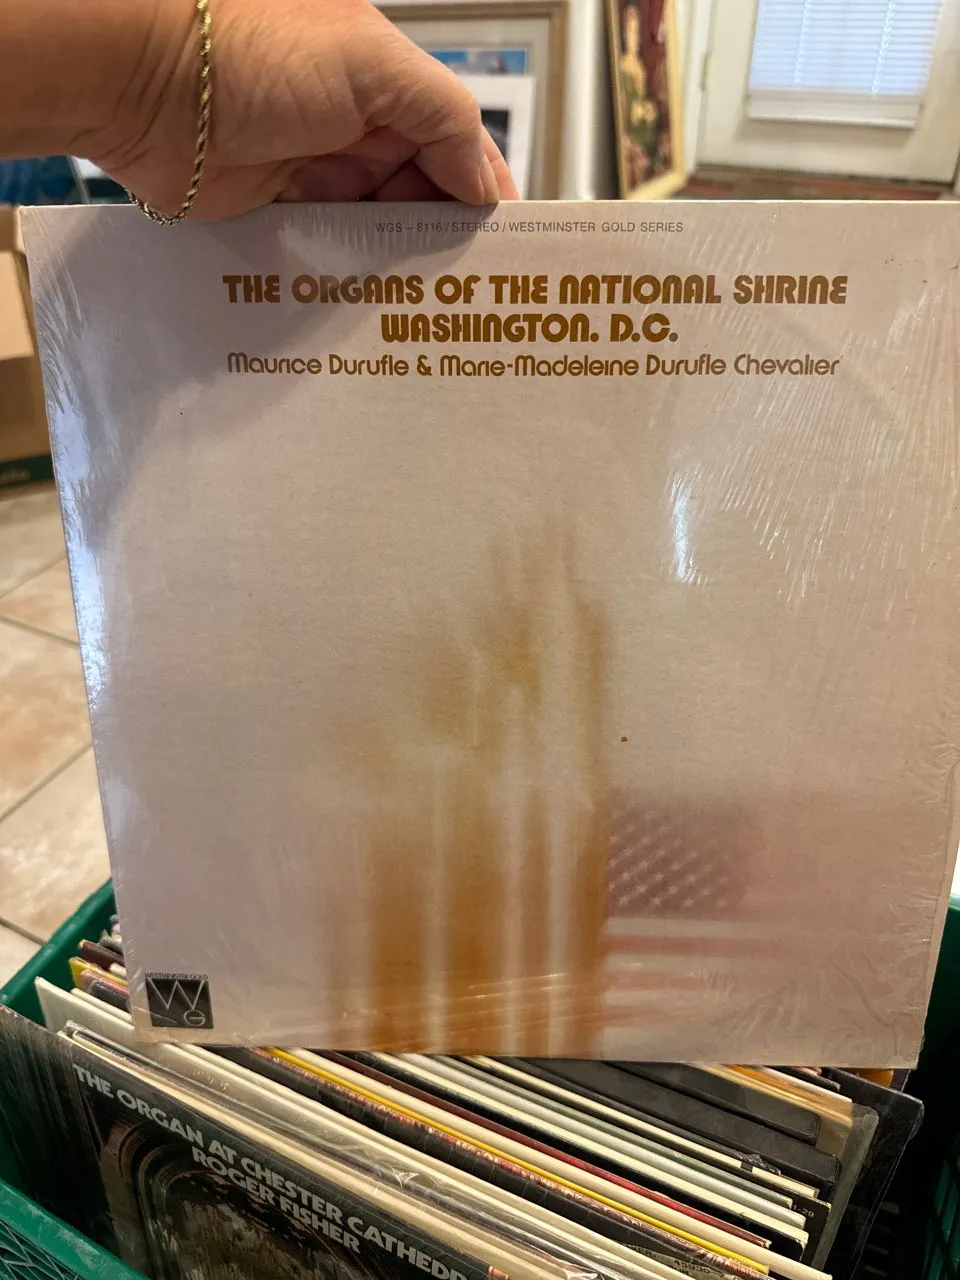 WGS-8116/STEREO/WESTMINSTER GOLD SERIES
THE ORGANS OF THE NATIONAL SHRINE
WASHINGTON. D.C.
Maurice Durufle & Marie-Madeleine Durufle Chevalier
WESTMINSTER GOLD
WG
THE ORGAN AT CHESTER CATHED
ROGER FISHER